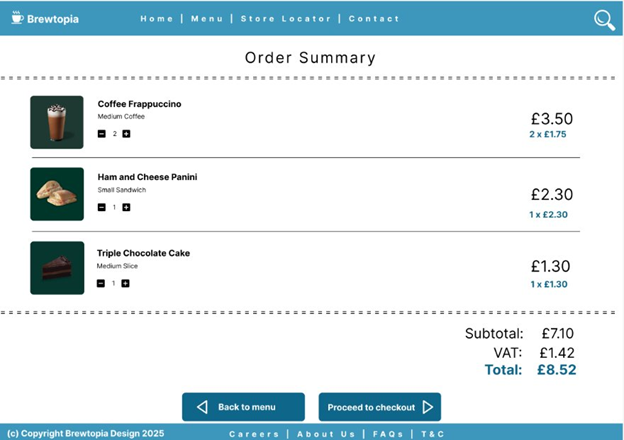 Brewtopia
Home | Menu | Store Locator | Contact
Order Summary
Coffee Frappuccino
Medium Coffee
2
£3.50
2 x £1.75
Ham and Cheese Panini
Small Sandwich
1
£2.30
1 x £2.30
Triple Chocolate Cake
Medium Slice
1
£1.30
1 x £1.30
Subtotal: £7.10
VAT: £1.42
Total: £8.52
Back to menu
Proceed to checkout
(c) Copyright Brewtopia Design 2025
Careers | About Us | FAQs | T&C